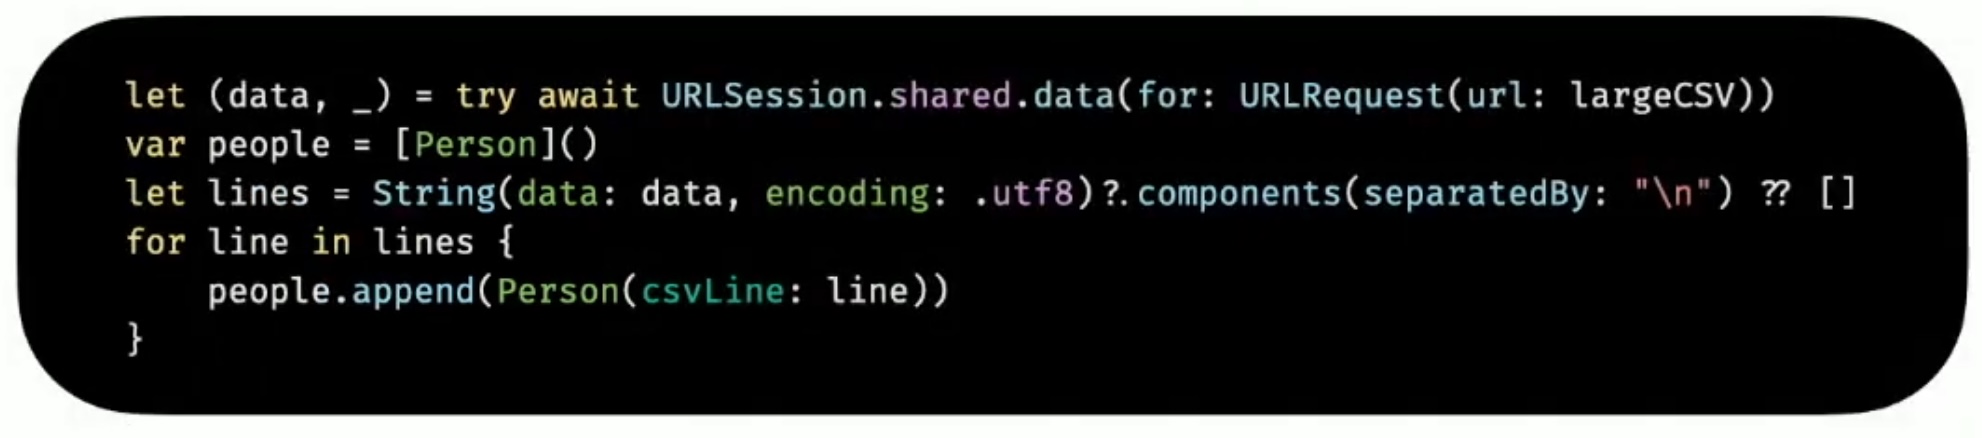 let (data, _) = try await URLSession.shared.data(for: URLRequest(url: largeCSV))
var people = [Person]()
let lines = String(data: data, encoding: .utf8)?.components(separatedBy: "\n") ?? []
for line in lines {
    people.append(Person(csvLine: line))
}